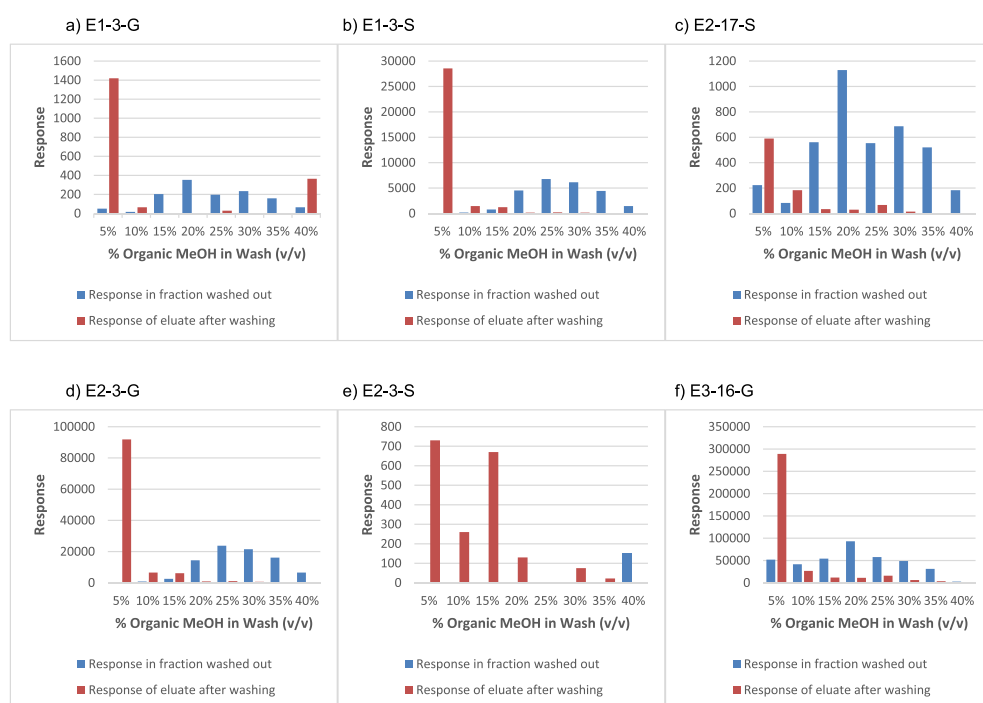 a) E1-3-G
1600
1400
1200
1000
800
600
400
200
0
Response
5% 10% 15% 20% 25% 30% 35% 40%
% Organic MeOH in Wash (v/v)
Response in fraction washed out
Response of eluate after washing
b) E1-3-S
30000
25000
20000
15000
10000
5000
0
Response
5% 10% 15% 20% 25% 30% 35% 40%
% Organic MeOH in Wash (v/v)
Response in fraction washed out
Response of eluate after washing
c) E2-17-S
1200
1000
800
600
400
200
0
Response
5% 10% 15% 20% 25% 30% 35% 40%
% Organic MeOH in Wash (v/v)
Response in fraction washed out
Response of eluate after washing
d) E2-3-G
100000
80000
60000
40000
20000
0
Response
5% 10% 15% 20% 25% 30% 35% 40%
% Organic MeOH in Wash (v/v)
Response in fraction washed out
Response of eluate after washing
e) E2-3-S
800
700
600
500
400
300
200
100
0
Response
5% 10% 15% 20% 25% 30% 35% 40%
% Organic MeOH in Wash (v/v)
Response in fraction washed out
Response of eluate after washing
f) E3-16-G
350000
300000
250000
200000
150000
100000
50000
0
Response
5% 10% 15% 20% 25% 30% 35% 40%
% Organic MeOH in Wash (v/v)
Response in fraction washed out
Response of eluate after washing